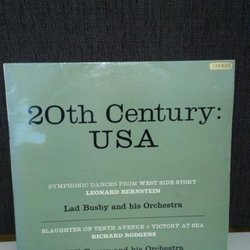 20th Century:
USA
SYMPHONIC DANCES FROM WEST SIDE STORY
LEONARD BERNSTEIN
Lad Busby and his Orchestra
SLAUGHTER ON TENTH AVENUE • VICTORY AT SEA
RICHARD RODGERS
and his Orchestra